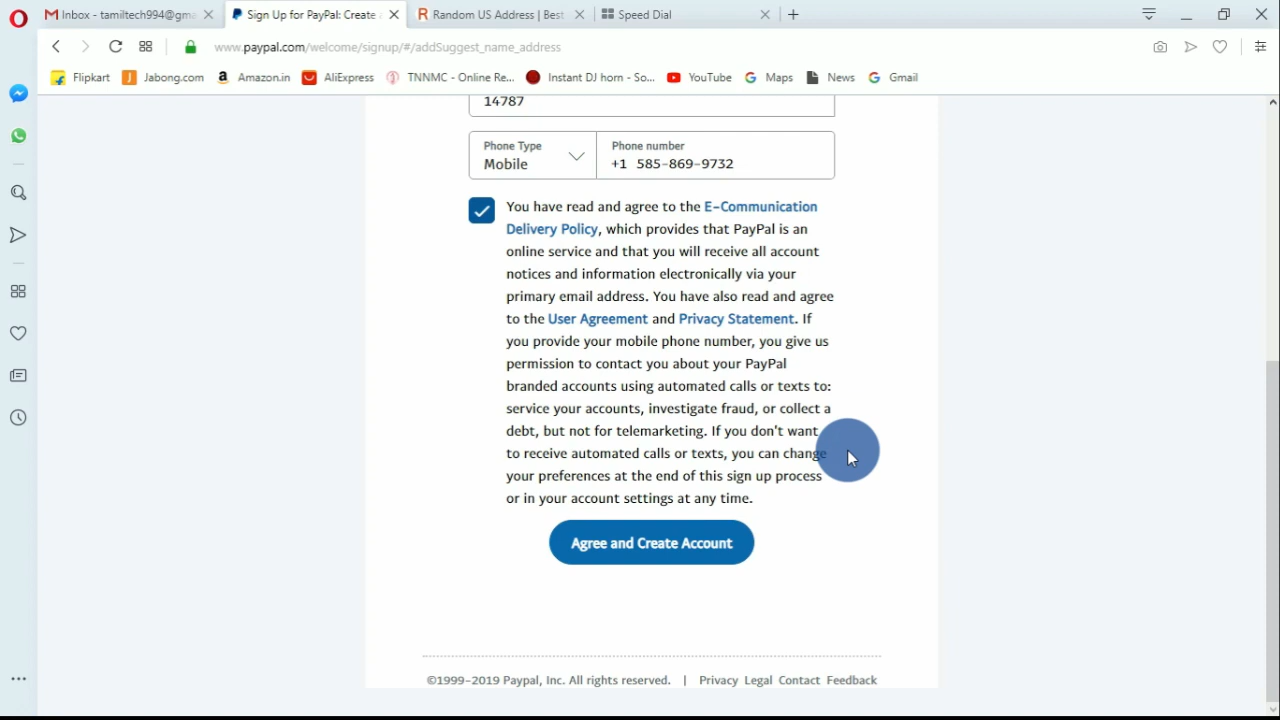 Inbox - tamiltech994@gma
Sign Up for PayPal: Create
Random US Address | Best
Speed Dial
www.paypal.com/welcome/signup/#/addSuggest_name_address
Flipkart
Jabong.com
Amazon.in
AliExpress
TNNMC - Online Re...
Instant DJ horn - So...
YouTube
Maps
News
Gmail
14787
Phone Type
Mobile
Phone number
+1 585-869-9732
You have read and agree to the E-Communication
Delivery Policy, which provides that PayPal is an
online service and that you will receive all account
notices and information electronically via your
primary email address. You have also read and agree
to the User Agreement and Privacy Statement. If
you provide your mobile phone number, you give us
permission to contact you about your PayPal
branded accounts using automated calls or texts to:
service your accounts, investigate fraud, or collect a
debt, but not for telemarketing. If you don't want
to receive automated calls or texts, you can change
your preferences at the end of this sign up process
or in your account settings at any time.
Agree and Create Account
©1999-2019 Paypal, Inc. All rights reserved. | Privacy Legal Contact Feedback